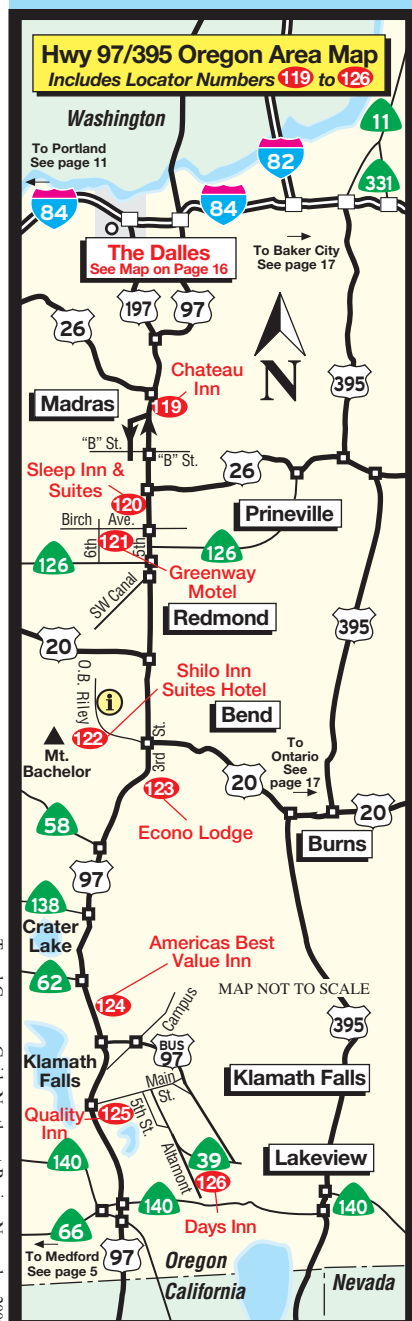 Hwy 97/395 Oregon Area Map
Includes Locator Numbers 119 to 126
Washington
11
To Portland
See page 11
82
331
84
84
The Dalles
See Map on Page 16
To Baker City
See page 17
197
97
26
N
395
Chateau
Inn
119
Madras
"B" St.
"B" St.
Sleep Inn &
Suites
120
26
Prineville
Birch Ave.
6th
121
5th
126
126
Greenway
Motel
SW Canal
Redmond
395
20
O.B. Riley
i
Shilo Inn
Suites Hotel
Bend
122
Mt.
Bachelor
3rd St.
To
Ontario
See
page 17
20
20
123
Econo Lodge
58
Burns
97
138
Crater
Lake
62
Americas Best
Value Inn
MAP NOT TO SCALE
124
Campus
395
BUS
97
Klamath
Falls
Main
St.
Klamath Falls
Quality
Inn
125
5th St.
Altamont
39
Lakeview
140
126
140
140
66
Days Inn
To Medford
See page 5
97
Oregon
California
Nevada